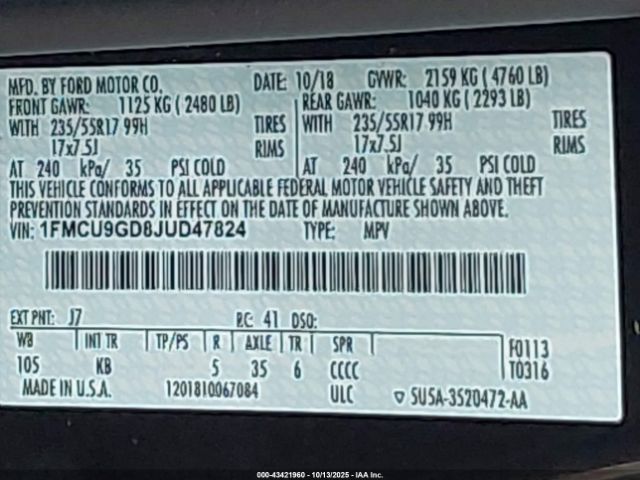 MFD. BY FORD MOTOR CO. DATE: 10/18 GVWR: 2159 KG (4760 LB)
FRONT GAWR: 1125 KG (2480 LB) REAR GAWR: 1040 KG (2293 LB)
WITH 235/55R17 99H TIRES WITH 235/55R17 99H TIRES
17x7.5J RIMS 17x7.5J RIMS
AT 240 kPa/ 35 PSI COLD AT 240 kPa/ 35 PSI COLD
THIS VEHICLE CONFORMS TO ALL APPLICABLE FEDERAL MOTOR VEHICLE SAFETY AND THEFT
PREVENTION STANDARDS IN EFFECT ON THE DATE OF MANUFACTURE SHOWN ABOVE.
VIN: 1FMCU9GD8JUD47824 TYPE: MPV
EXT PNT: J7 RC: 41 DSO:
WB INT TR TP/PS R AXLE TR SPR F0113
105 KB 5 35 6 CCCC T0316
MADE IN U.S.A. 1201810067084 ULC SU5A-3520472-AA
000-43421960 - 10/13/2025 - IAA Inc.